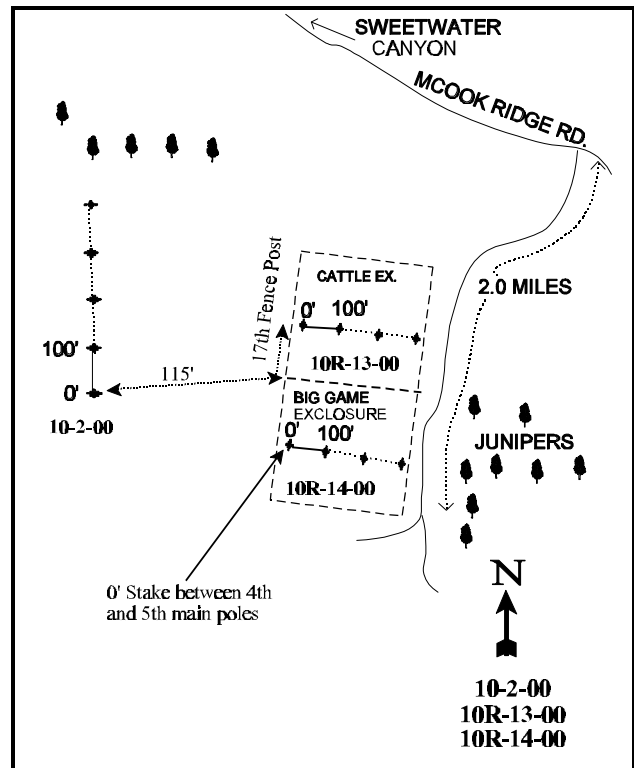 SWEETWATER
CANYON
MCOOK RIDGE RD.
2.0 MILES
17th Fence Post
CATTLE EX.
0' 100'
10R-13-00
100'
115'
0'
10-2-00
BIG GAME
EXCLOSURE
0' 100'
10R-14-00
JUNIPERS
0' Stake between 4th
and 5th main poles
N
10-2-00
10R-13-00
10R-14-00